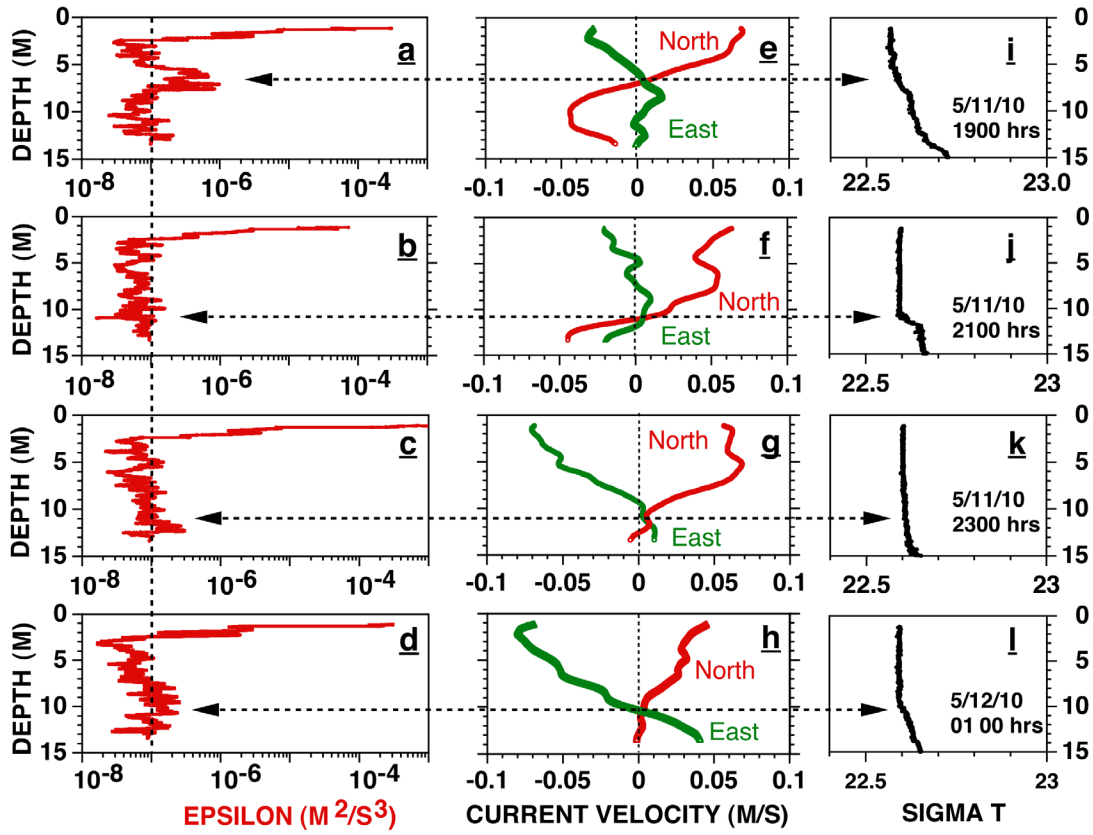 0
5
10
15
DEPTH (M)
a
10-8
10-6
10-4
North
East
e
-0.1
-0.05
0
0.05
0.1
i
5/11/10
1900 hrs
0
5
10
15
22.5
23.0
0
5
10
15
DEPTH (M)
b
10-8
10-6
10-4
North
East
f
-0.1
-0.05
0
0.05
0.1
j
5/11/10
2100 hrs
0
5
10
15
22.5
23
0
5
10
15
DEPTH (M)
c
10-8
10-6
10-4
North
East
g
-0.1
-0.05
0
0.05
0.1
k
5/11/10
2300 hrs
0
5
10
15
22.5
23
0
5
10
15
DEPTH (M)
d
10-8
10-6
10-4
North
East
h
-0.1
-0.05
0
0.05
0.1
l
5/12/10
01 00 hrs
0
5
10
15
22.5
23
EPSILON (M2/S3)
CURRENT VELOCITY (M/S)
SIGMA T